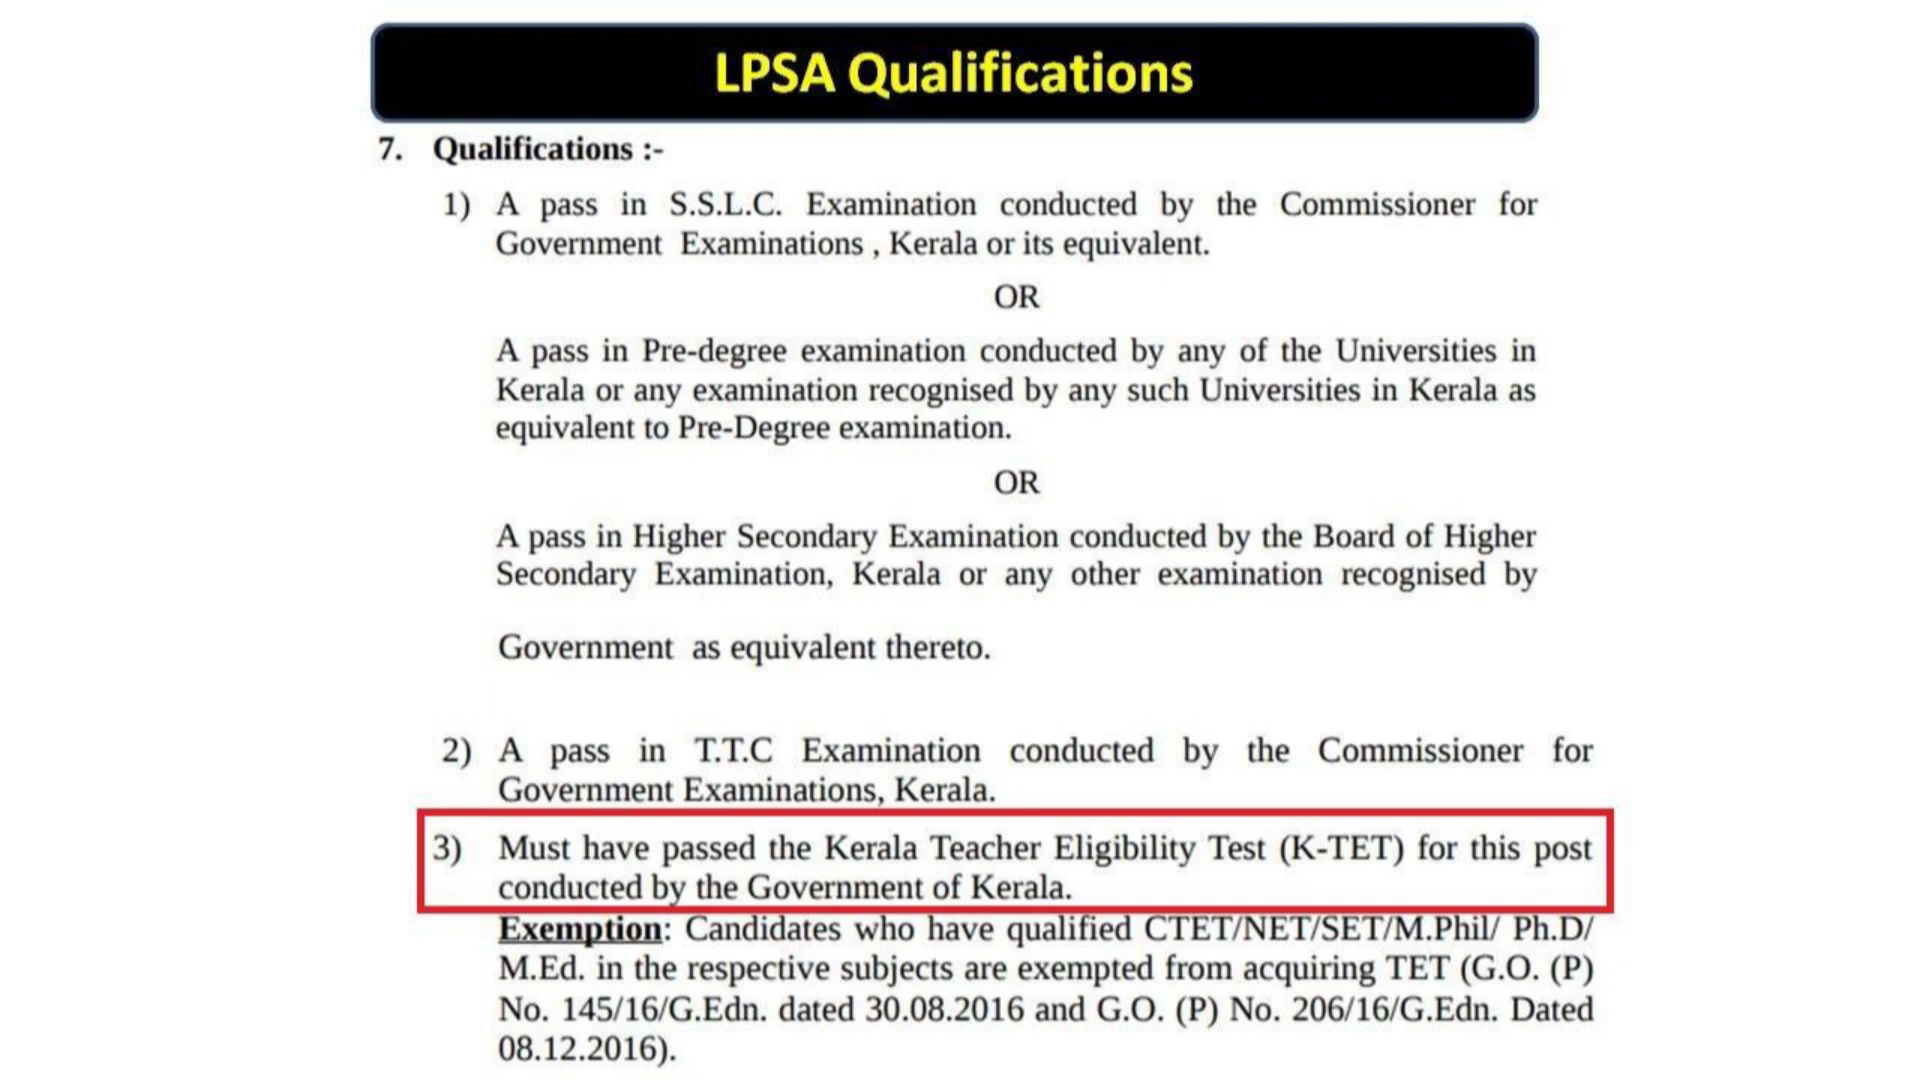 LPSA Qualifications
7. Qualifications :-
1) A pass in S.S.L.C. Examination conducted by the Commissioner for
Government Examinations , Kerala or its equivalent.
OR
A pass in Pre-degree examination conducted by any of the Universities in
Kerala or any examination recognised by any such Universities in Kerala as
equivalent to Pre-Degree examination.
OR
A pass in Higher Secondary Examination conducted by the Board of Higher
Secondary Examination, Kerala or any other examination recognised by
Government as equivalent thereto.
2) A pass in T.T.C Examination conducted by the Commissioner for
Government Examinations, Kerala.
3) Must have passed the Kerala Teacher Eligibility Test (K-TET) for this post
conducted by the Government of Kerala.
Exemption: Candidates who have qualified CTET/NET/SET/M.Phil/ Ph.D/
M.Ed. in the respective subjects are exempted from acquiring TET (G.O. (P)
No. 145/16/G.Edn. dated 30.08.2016 and G.O. (P) No. 206/16/G.Edn. Dated
08.12.2016).